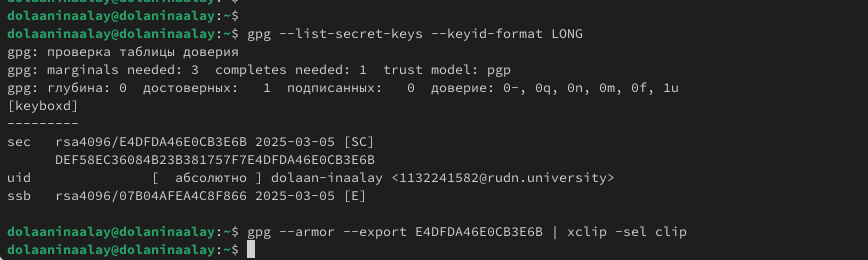 dolaaninaalay@dolaninaalay:~$
dolaaninaalay@dolaninaalay:~$ gpg --list-secret-keys --keyid-format LONG
gpg: проверка таблицы доверия
gpg: marginals needed: 3  completes needed: 1  trust model: pgp
gpg: глубина: 0  достоверных:   1  подписанных:   0  доверие: 0-, 0q, 0n, 0m, 0f, 1u
[keyboxd]
---------
sec   rsa4096/E4DFDA46E0CB3E6B 2025-03-05 [SC]
      DEF58EC36084B23B381757F7E4DFDA46E0CB3E6B
uid              [  абсолютно ] dolaan-inaalay <1132241582@rudn.university>
ssb   rsa4096/07B04AFEA4C8F866 2025-03-05 [E]

dolaaninaalay@dolaninaalay:~$ gpg --armor --export E4DFDA46E0CB3E6B | xclip -sel clip
dolaaninaalay@dolaninaalay:~$